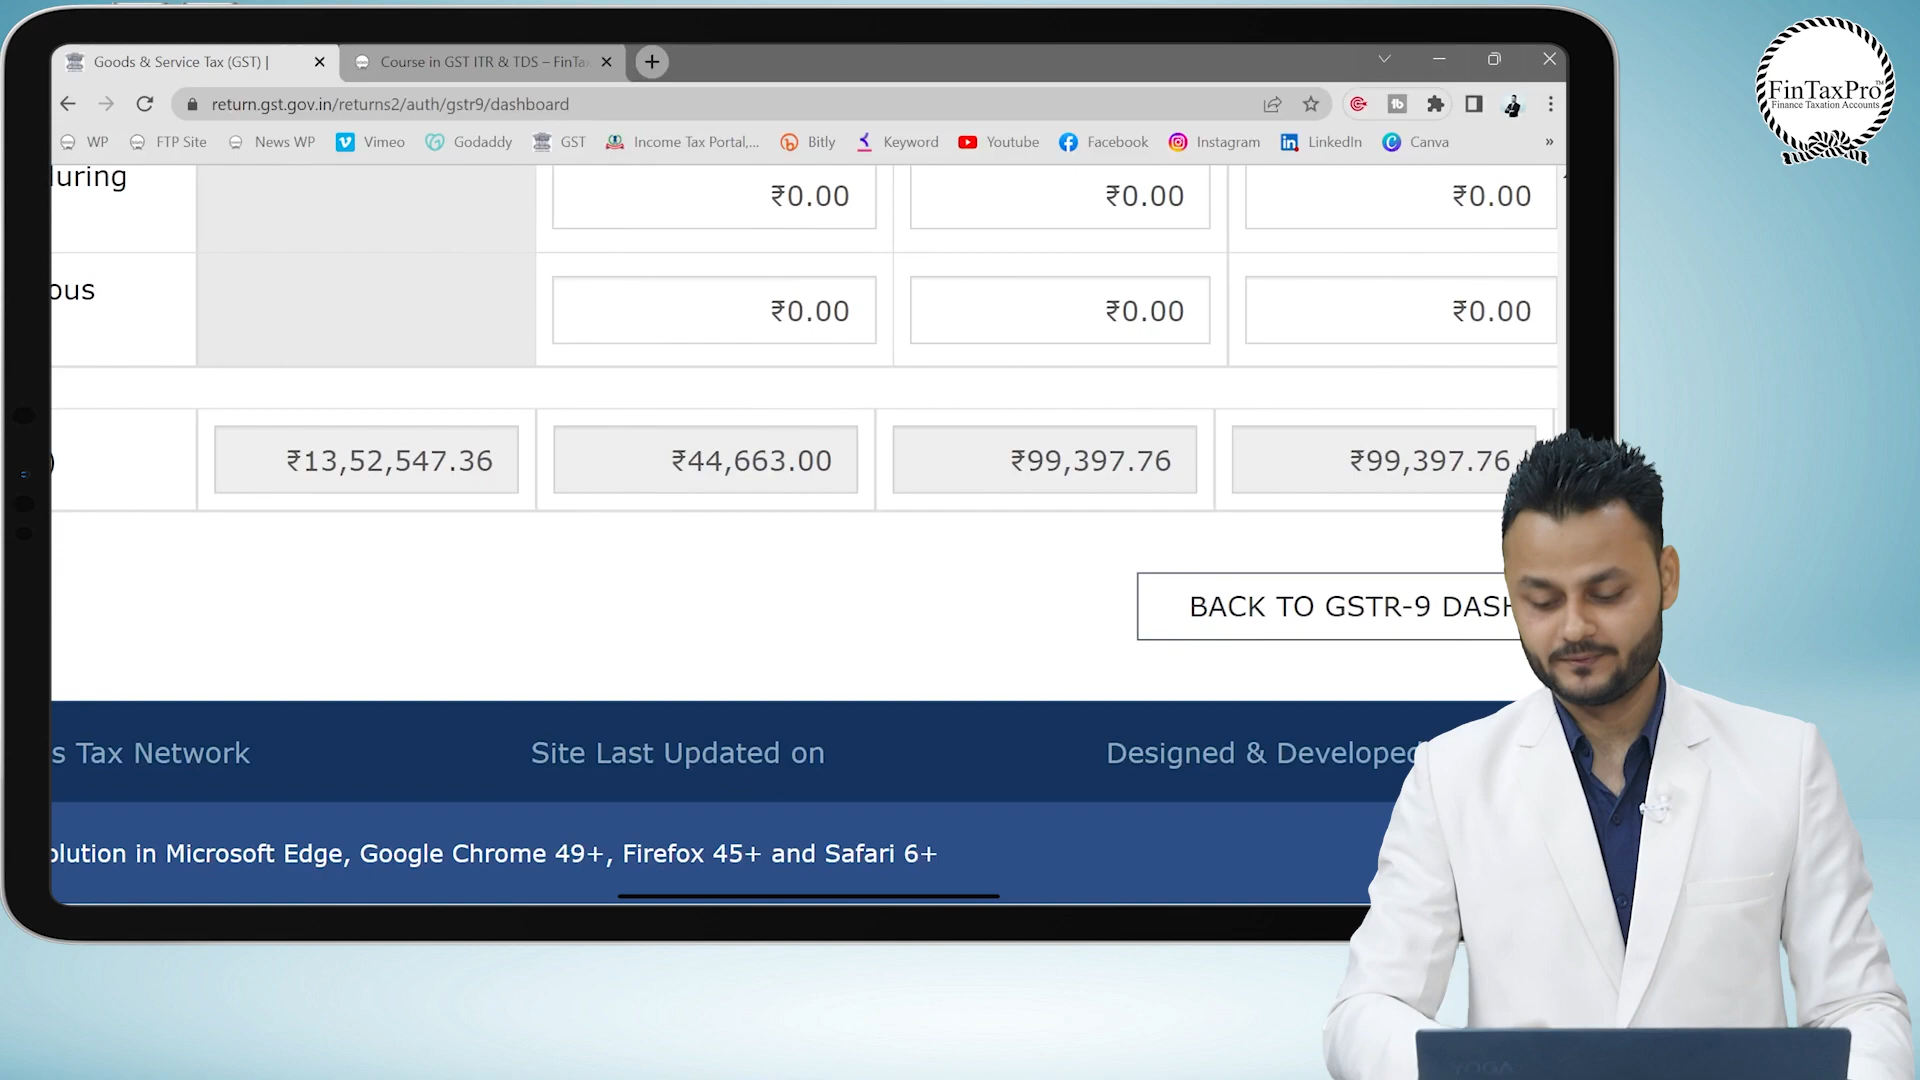 Goods & Service Tax (GST) |
Course in GST ITR & TDS – FinTax
return.gst.gov.in/returns2/auth/gstr9/dashboard
WP FTP Site News WP Vimeo Godaddy GST Income Tax Portal,... Bitly Keyword Youtube Facebook Instagram LinkedIn Canva »
luring
₹0.00 ₹0.00 ₹0.00
ous
₹0.00 ₹0.00 ₹0.00
)
₹13,52,547.36 ₹44,663.00 ₹99,397.76 ₹99,397.76
BACK TO GSTR-9 DASH
s Tax Network Site Last Updated on Designed & Developed
olution in Microsoft Edge, Google Chrome 49+, Firefox 45+ and Safari 6+
FinTaxPro™
Finance Taxation Accounts
YOGA